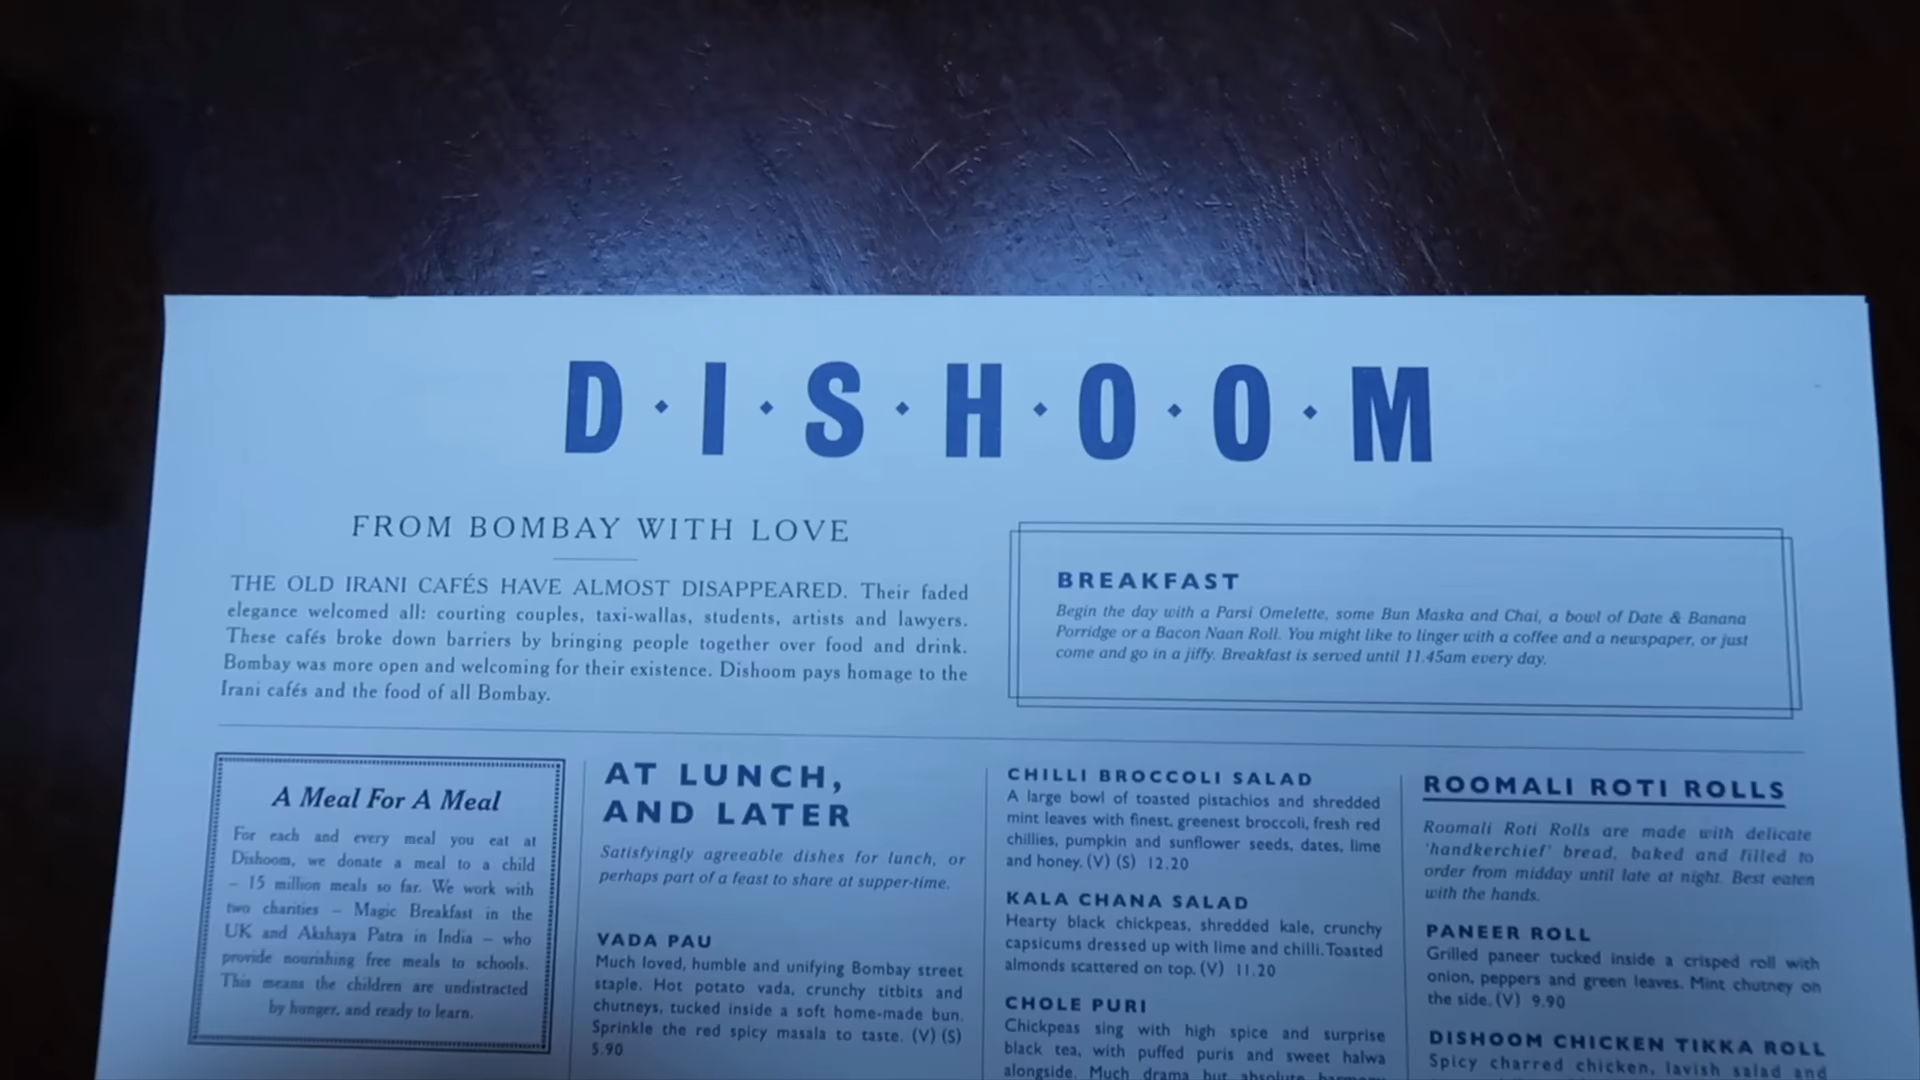 D·I·S·H·O·O·M
FROM BOMBAY WITH LOVE
THE OLD IRANI CAFÉS HAVE ALMOST DISAPPEARED. Their faded
elegance welcomed all: courting couples, taxi-wallas, students, artists and lawyers.
These cafés broke down barriers by bringing people together over food and drink.
Bombay was more open and welcoming for their existence. Dishoom pays homage to the
Irani cafés and the food of all Bombay.
BREAKFAST
Begin the day with a Parsi Omelette, some Bun Maska and Chai, a bowl of Date & Banana
Porridge or a Bacon Naan Roll. You might like to linger with a coffee and a newspaper, or just
come and go in a jiffy. Breakfast is served until 11.45am every day.
A Meal For A Meal
For each and every meal you eat at
Dishoom, we donate a meal to a child
– 15 million meals so far. We work with
two charities – Magic Breakfast in the
UK and Akshaya Patra in India – who
provide nourishing free meals to schools.
This means the children are undistracted
by hunger, and ready to learn.
AT LUNCH,
AND LATER
Satisfyingly agreeable dishes for lunch, or
perhaps part of a feast to share at supper-time.
VADA PAU
Much loved, humble and unifying Bombay street
staple. Hot potato vada, crunchy titbits and
chutneys, tucked inside a soft home-made bun.
Sprinkle the red spicy masala to taste. (V) (S)
5.90
CHILLI BROCCOLI SALAD
A large bowl of toasted pistachios and shredded
mint leaves with finest, greenest broccoli, fresh red
chillies, pumpkin and sunflower seeds, dates, lime
and honey. (V) (S) 12.20
KALA CHANA SALAD
Hearty black chickpeas, shredded kale, crunchy
capsicums dressed up with lime and chilli. Toasted
almonds scattered on top. (V) 11.20
CHOLE PURI
Chickpeas sing with high spice and surprise
black tea, with puffed puris and sweet halwa
alongside. Much drama but absolute harmony
ROOMALI ROTI ROLLS
Roomali Roti Rolls are made with delicate
'handkerchief' bread, baked and filled to
order from midday until late at night. Best eaten
with the hands.
PANEER ROLL
Grilled paneer tucked inside a crisped roll with
onion, peppers and green leaves. Mint chutney on
the side. (V) 9.90
DISHOOM CHICKEN TIKKA ROLL
Spicy charred chicken, lavish salad and